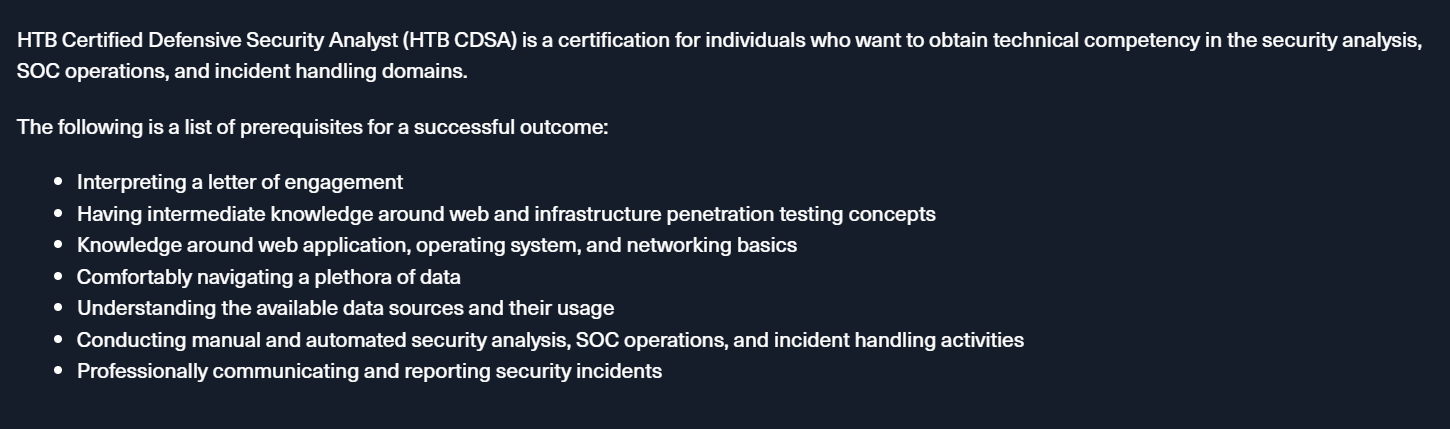 HTB Certified Defensive Security Analyst (HTB CDSA) is a certification for individuals who want to obtain technical competency in the security analysis,
SOC operations, and incident handling domains.
The following is a list of prerequisites for a successful outcome:
• Interpreting a letter of engagement
• Having intermediate knowledge around web and infrastructure penetration testing concepts
• Knowledge around web application, operating system, and networking basics
• Comfortably navigating a plethora of data
• Understanding the available data sources and their usage
• Conducting manual and automated security analysis, SOC operations, and incident handling activities
• Professionally communicating and reporting security incidents